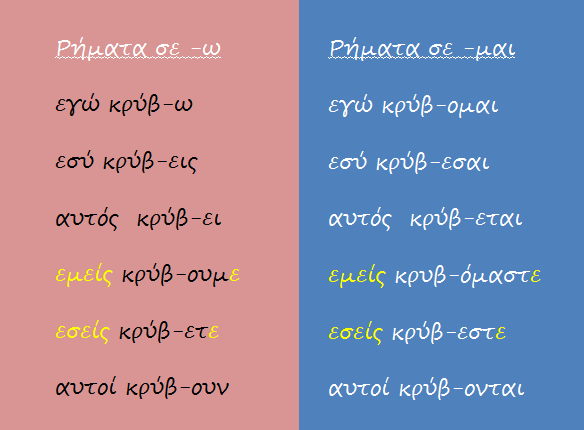 Ρήματα σε -ω
εγώ κρύβ-ω
εσύ κρύβ-εις
αυτός κρύβ-ει
εμείς κρύβ-ουμε
εσείς κρύβ-ετε
αυτοί κρύβ-ουν
Ρήματα σε -μαι
εγώ κρύβ-ομαι
εσύ κρύβ-εσαι
αυτός κρύβ-εται
εμείς κρυβ-όμαστε
εσείς κρύβ-εστε
αυτοί κρύβ-ονται